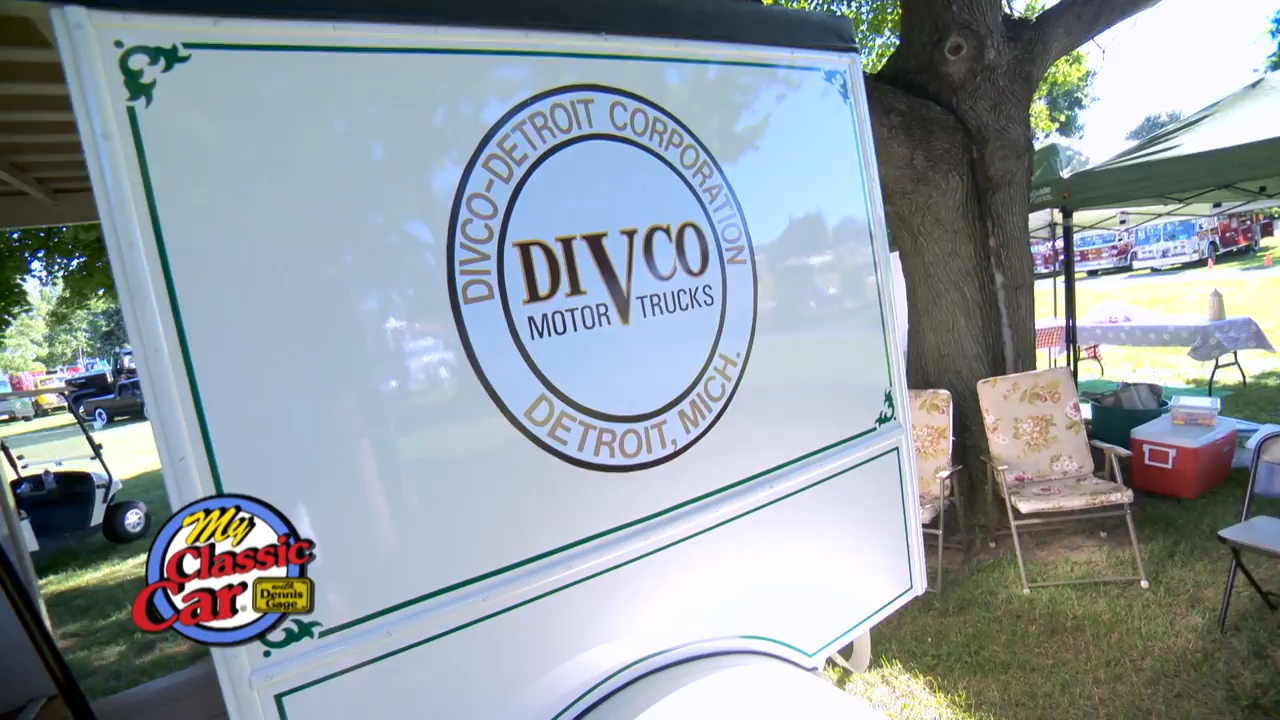 DIVCO-DETROIT CORPORATION
DIVCO
MOTOR TRUCKS
DETROIT, MICH.
My
Classic
Car
with
Dennis
Gage